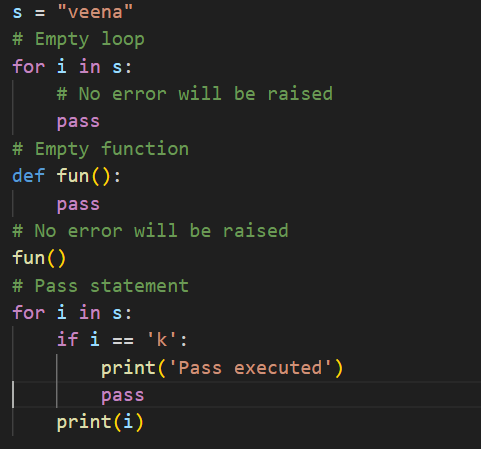 s = "veena"
# Empty loop
for i in s:
    # No error will be raised
    pass
# Empty function
def fun():
    pass
# No error will be raised
fun()
# Pass statement
for i in s:
    if i == 'k':
        print('Pass executed')
        pass
    print(i)